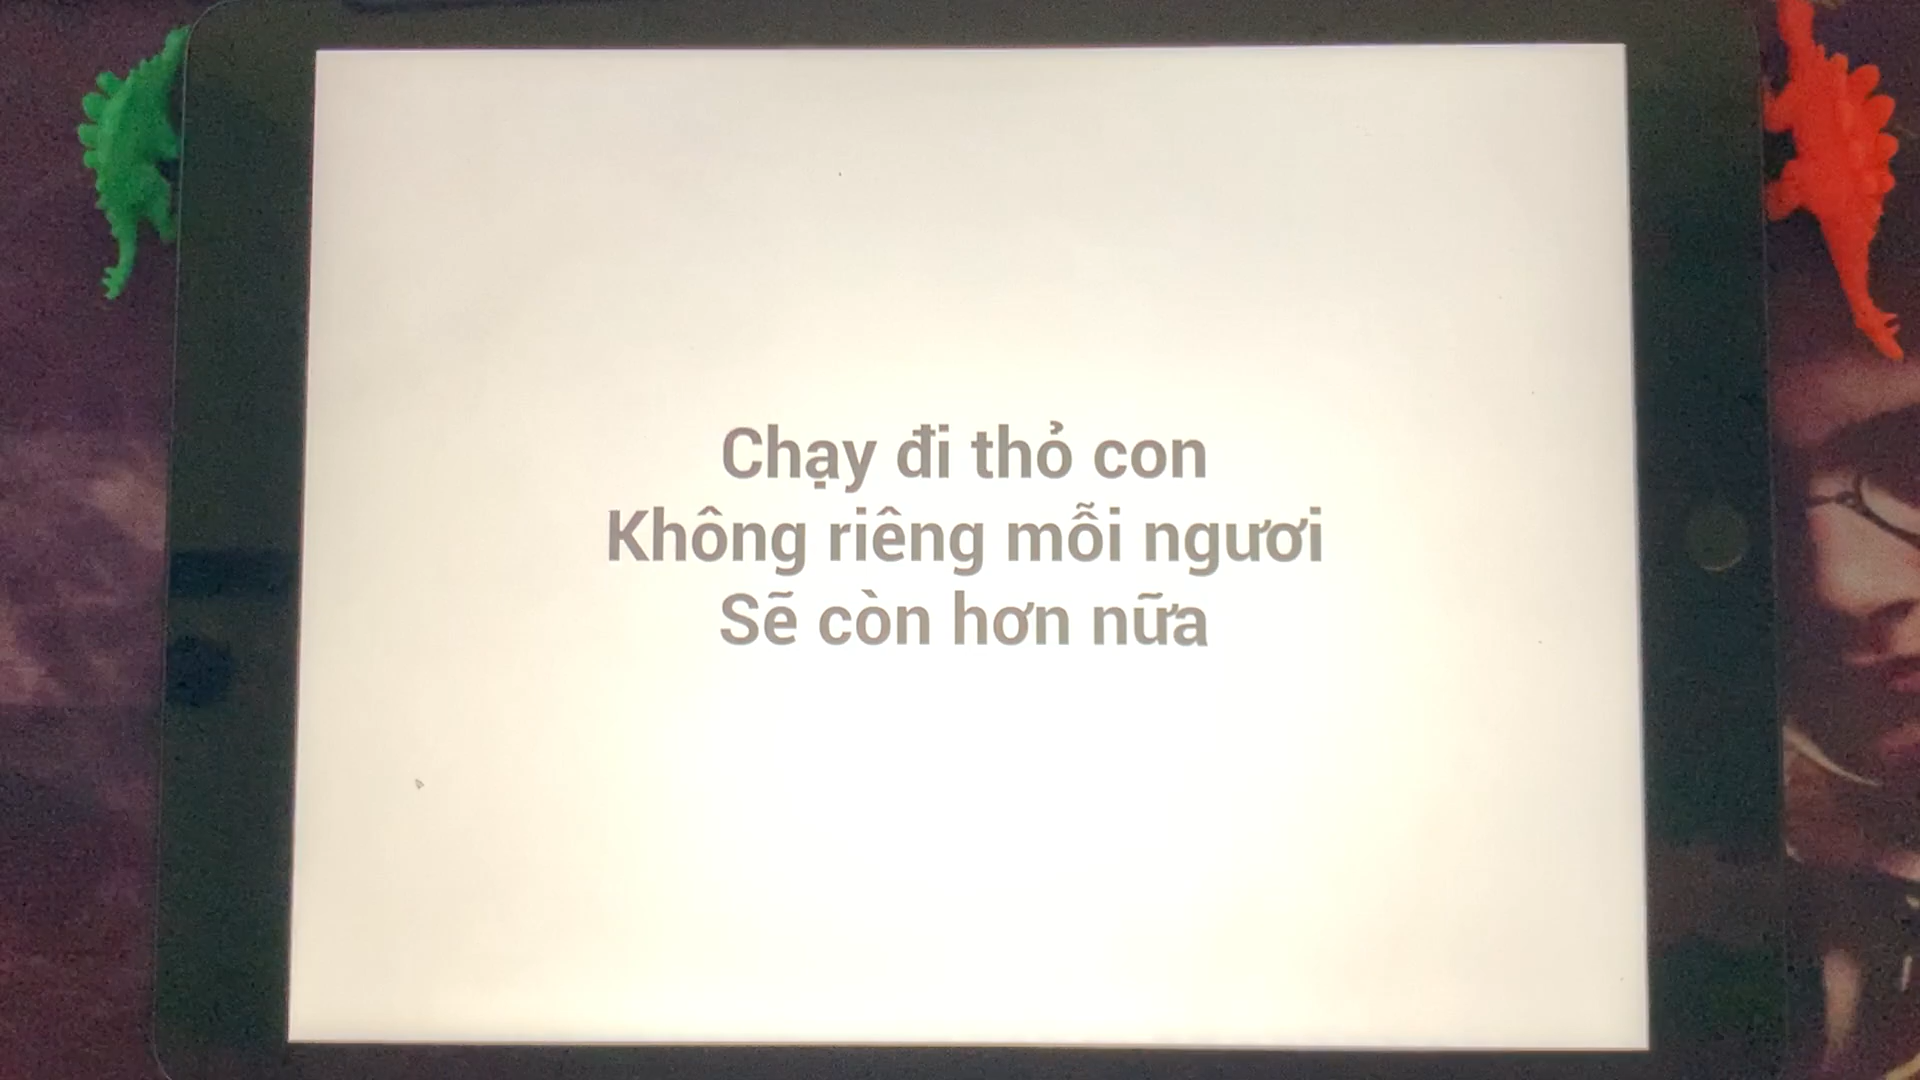 Chạy đi thỏ con
Không riêng mỗi ngươi
Sẽ còn hơn nữa